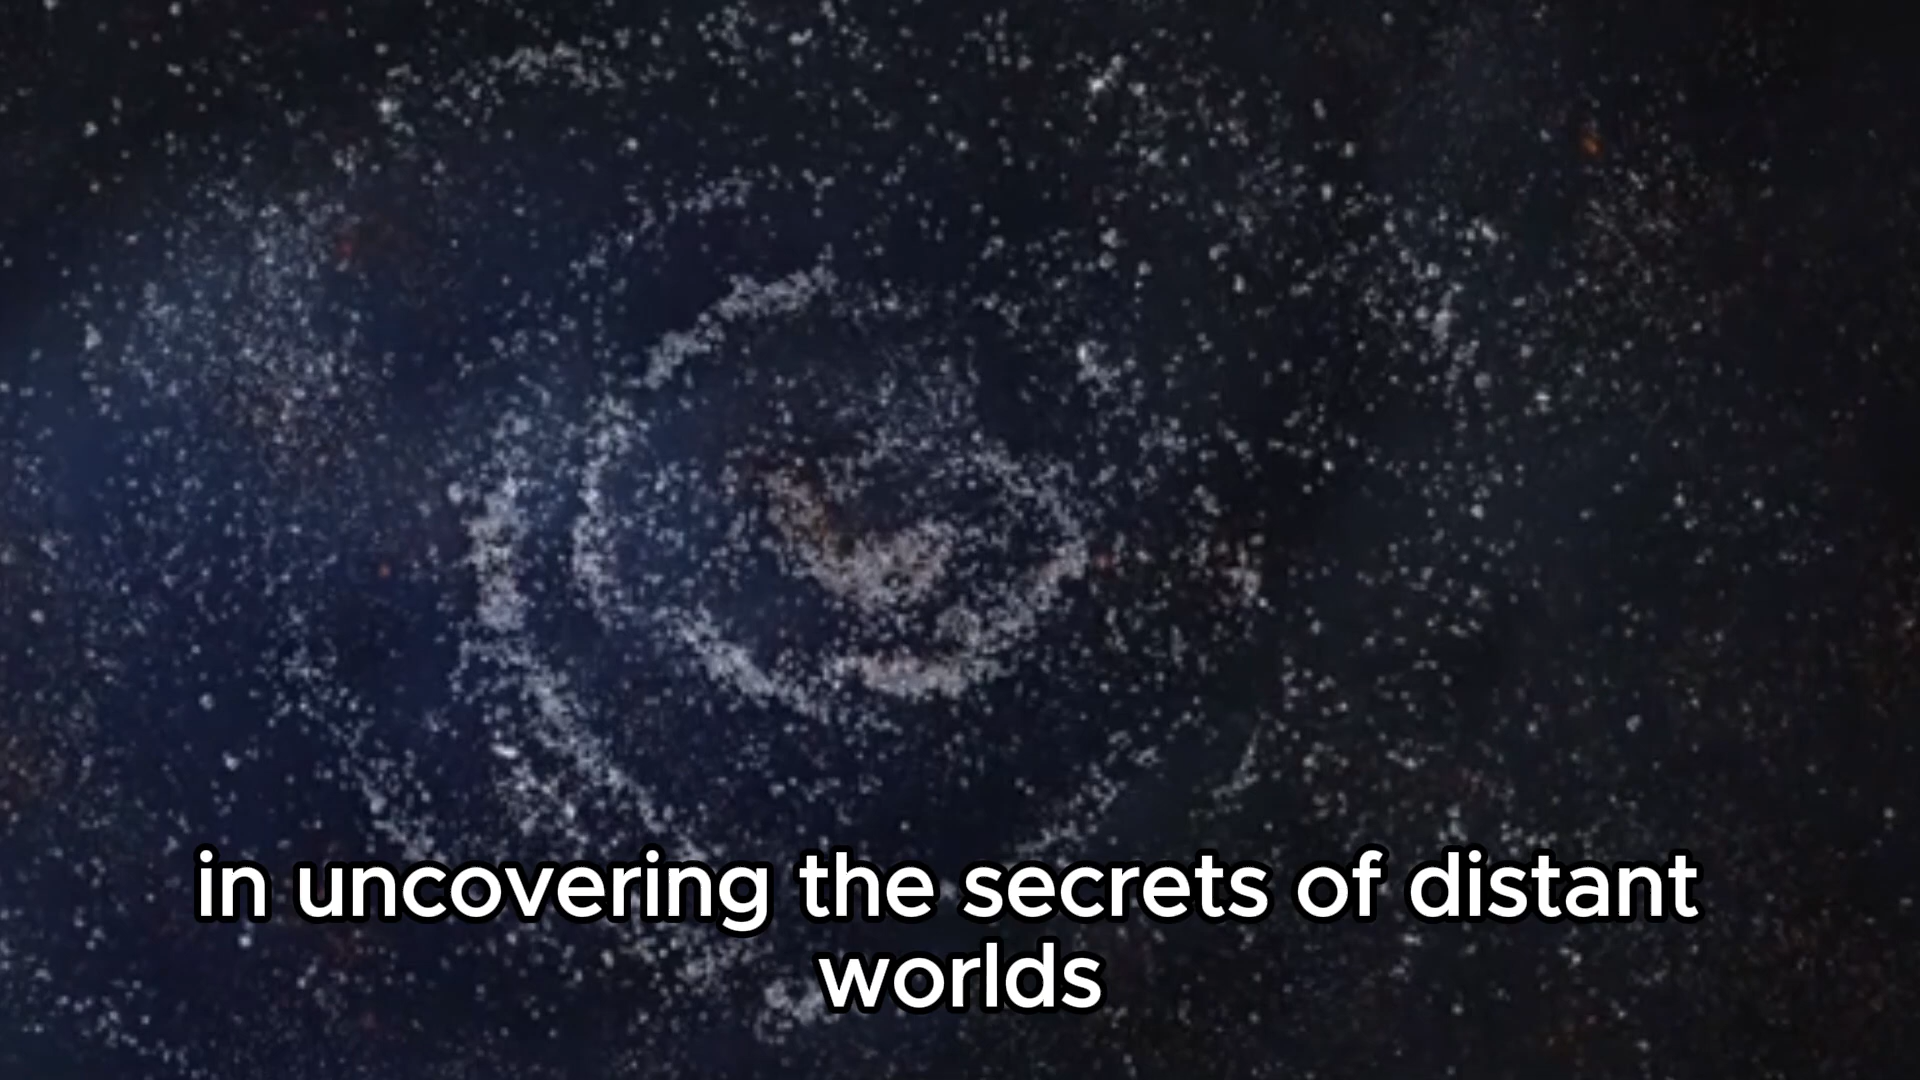 in uncovering the secrets of distant
worlds